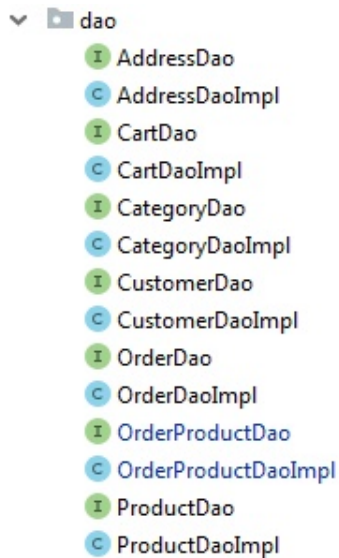 dao
I AddressDao
C AddressDaoImpl
I CartDao
C CartDaoImpl
I CategoryDao
C CategoryDaoImpl
I CustomerDao
C CustomerDaoImpl
I OrderDao
C OrderDaoImpl
I OrderProductDao
C OrderProductDaoImpl
I ProductDao
C ProductDaoImpl